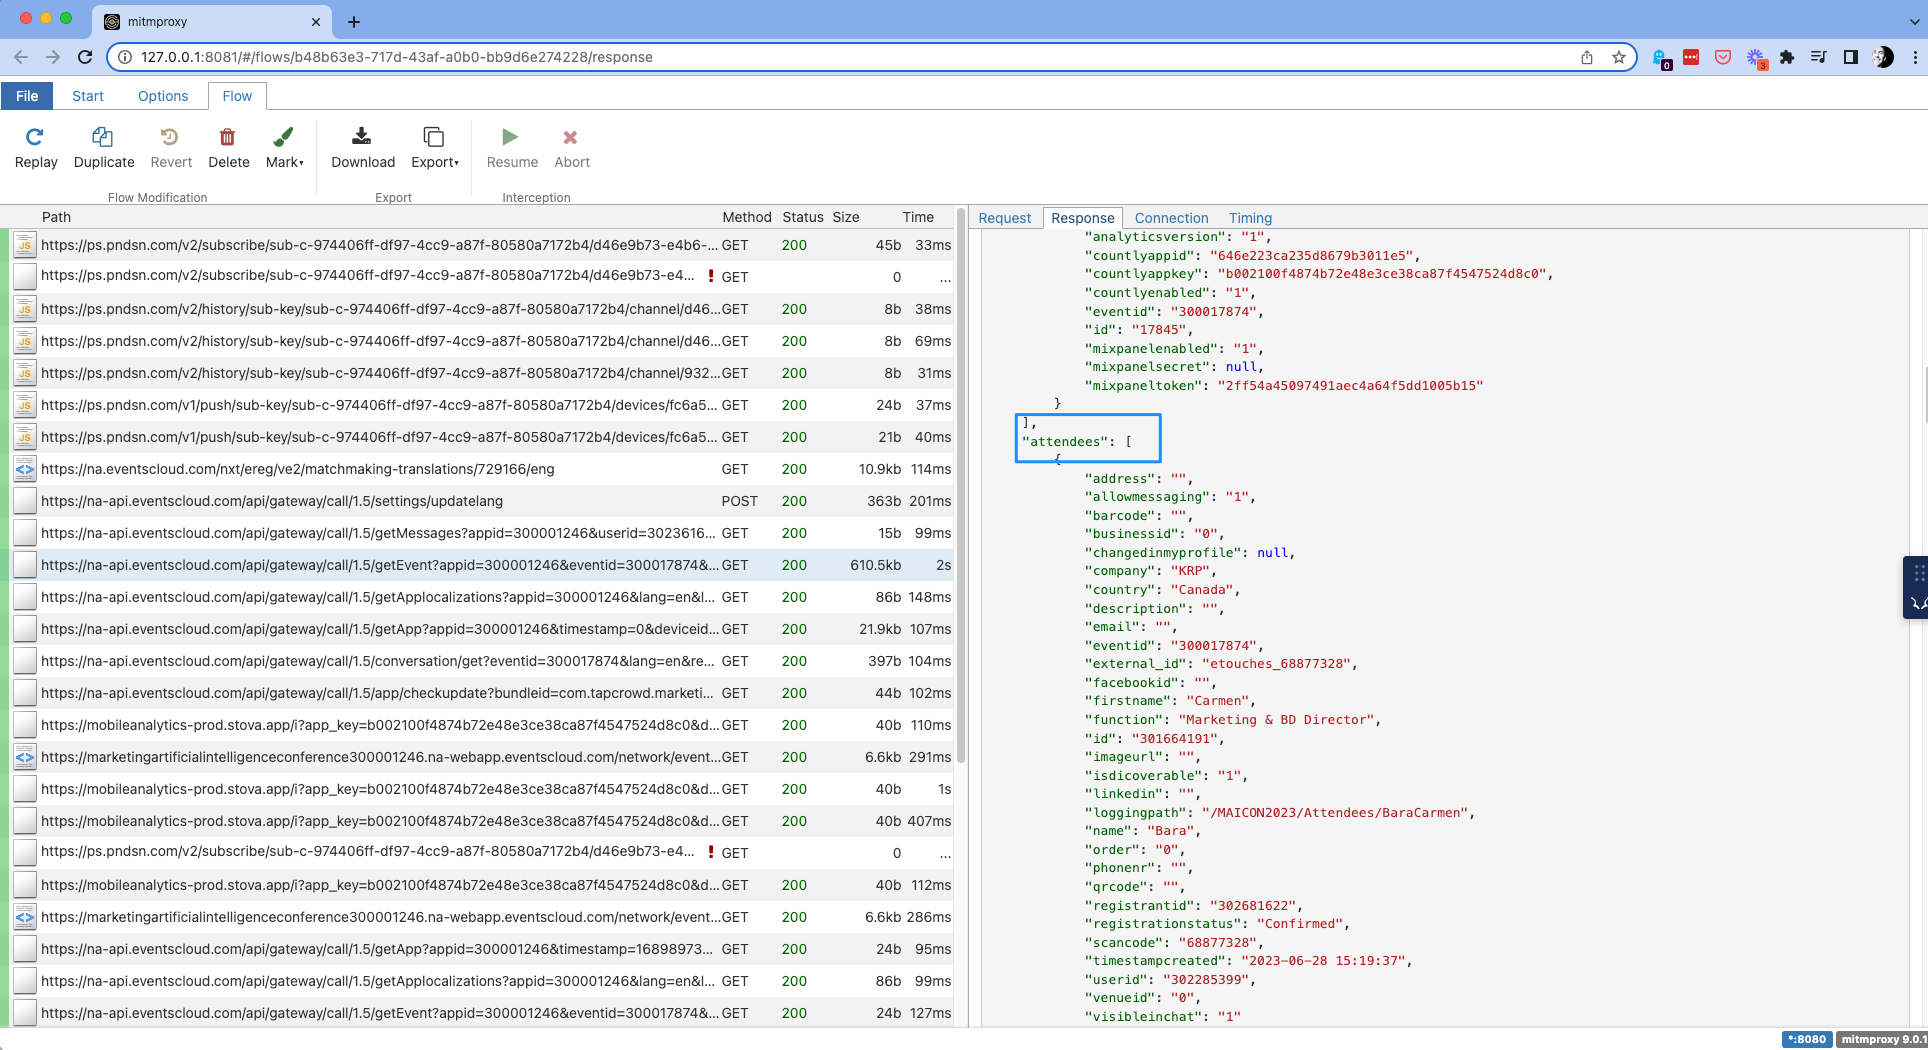 mitmproxy
127.0.0.1:8081/#/flows/b48b63e3-717d-43af-a0b0-bb9d6e274228/response
0
3
File Start Options Flow
Replay Duplicate Revert Delete Mark Download Export Resume Abort
Flow Modification Export Interception
Path Method Status Size Time
JS https://ps.pndsn.com/v2/subscribe/sub-c-974406ff-df97-4cc9-a87f-80580a7172b4/d46e9b73-e4b6-... GET 200 45b 33ms
https://ps.pndsn.com/v2/subscribe/sub-c-974406ff-df97-4cc9-a87f-80580a7172b4/d46e9b73-e4... ! GET 0 ...
JS https://ps.pndsn.com/v2/history/sub-key/sub-c-974406ff-df97-4cc9-a87f-80580a7172b4/channel/d46... GET 200 8b 38ms
JS https://ps.pndsn.com/v2/history/sub-key/sub-c-974406ff-df97-4cc9-a87f-80580a7172b4/channel/d46... GET 200 8b 69ms
JS https://ps.pndsn.com/v2/history/sub-key/sub-c-974406ff-df97-4cc9-a87f-80580a7172b4/channel/932... GET 200 8b 31ms
JS https://ps.pndsn.com/v1/push/sub-key/sub-c-974406ff-df97-4cc9-a87f-80580a7172b4/devices/fc6a5... GET 200 24b 37ms
JS https://ps.pndsn.com/v1/push/sub-key/sub-c-974406ff-df97-4cc9-a87f-80580a7172b4/devices/fc6a5... GET 200 21b 40ms
<> https://na.eventscloud.com/nxt/ereg/ve2/matchmaking-translations/729166/eng GET 200 10.9kb 114ms
https://na-api.eventscloud.com/api/gateway/call/1.5/settings/updatelang POST 200 363b 201ms
https://na-api.eventscloud.com/api/gateway/call/1.5/getMessages?appid=300001246&userid=3023616... GET 200 15b 99ms
https://na-api.eventscloud.com/api/gateway/call/1.5/getEvent?appid=300001246&eventid=300017874&... GET 200 610.5kb 2s
https://na-api.eventscloud.com/api/gateway/call/1.5/getApplocalizations?appid=300001246&lang=en&l... GET 200 86b 148ms
https://na-api.eventscloud.com/api/gateway/call/1.5/getApp?appid=300001246&timestamp=0&deviceid... GET 200 21.9kb 107ms
https://na-api.eventscloud.com/api/gateway/call/1.5/conversation/get?eventid=300017874&lang=en&re... GET 200 397b 104ms
https://na-api.eventscloud.com/api/gateway/call/1.5/app/checkupdate?bundleid=com.tapcrowd.marketi... GET 200 44b 102ms
https://mobileanalytics-prod.stova.app/i?app_key=b002100f4874b72e48e3ce38ca87f4547524d8c0&d... GET 200 40b 110ms
<> https://marketingartificialintelligenceconference300001246.na-webapp.eventscloud.com/network/event... GET 200 6.6kb 291ms
https://mobileanalytics-prod.stova.app/i?app_key=b002100f4874b72e48e3ce38ca87f4547524d8c0&d... GET 200 40b 1s
https://mobileanalytics-prod.stova.app/i?app_key=b002100f4874b72e48e3ce38ca87f4547524d8c0&d... GET 200 40b 407ms
https://ps.pndsn.com/v2/subscribe/sub-c-974406ff-df97-4cc9-a87f-80580a7172b4/d46e9b73-e4... ! GET 0 ...
https://mobileanalytics-prod.stova.app/i?app_key=b002100f4874b72e48e3ce38ca87f4547524d8c0&d... GET 200 40b 112ms
<> https://marketingartificialintelligenceconference300001246.na-webapp.eventscloud.com/network/event... GET 200 6.6kb 286ms
https://na-api.eventscloud.com/api/gateway/call/1.5/getApp?appid=300001246&timestamp=16898973... GET 200 24b 95ms
https://na-api.eventscloud.com/api/gateway/call/1.5/getApplocalizations?appid=300001246&lang=en&l... GET 200 86b 99ms
https://na-api.eventscloud.com/api/gateway/call/1.5/getEvent?appid=300001246&eventid=300017874&... GET 200 24b 127ms
Request Response Connection Timing
"analyticsversion": "1",
"countlyappid": "646e223ca235d8679b3011e5",
"countlyappkey": "b002100f4874b72e48e3ce38ca87f4547524d8c0",
"countlyenabled": "1",
"eventid": "300017874",
"id": "17845",
"mixpanelenabled": "1",
"mixpanelsecret": null,
"mixpaneltoken": "2ff54a45097491aec4a64f5dd1005b15"
}
],
"attendees": [
{
"address": "",
"allowmessaging": "1",
"barcode": "",
"businessid": "0",
"changedinmyprofile": null,
"company": "KRP",
"country": "Canada",
"description": "",
"email": "",
"eventid": "300017874",
"external_id": "etouches_68877328",
"facebookid": "",
"firstname": "Carmen",
"function": "Marketing & BD Director",
"id": "301664191",
"imageurl": "",
"isdicoverable": "1",
"linkedin": "",
"loggingpath": "/MAICON2023/Attendees/BaraCarmen",
"name": "Bara",
"order": "0",
"phonenr": "",
"qrcode": "",
"registrantid": "302681622",
"registrationstatus": "Confirmed",
"scancode": "68877328",
"timestampcreated": "2023-06-28 15:19:37",
"userid": "302285399",
"venueid": "0",
"visibleinchat": "1"
*:8080 mitmproxy 9.0.1